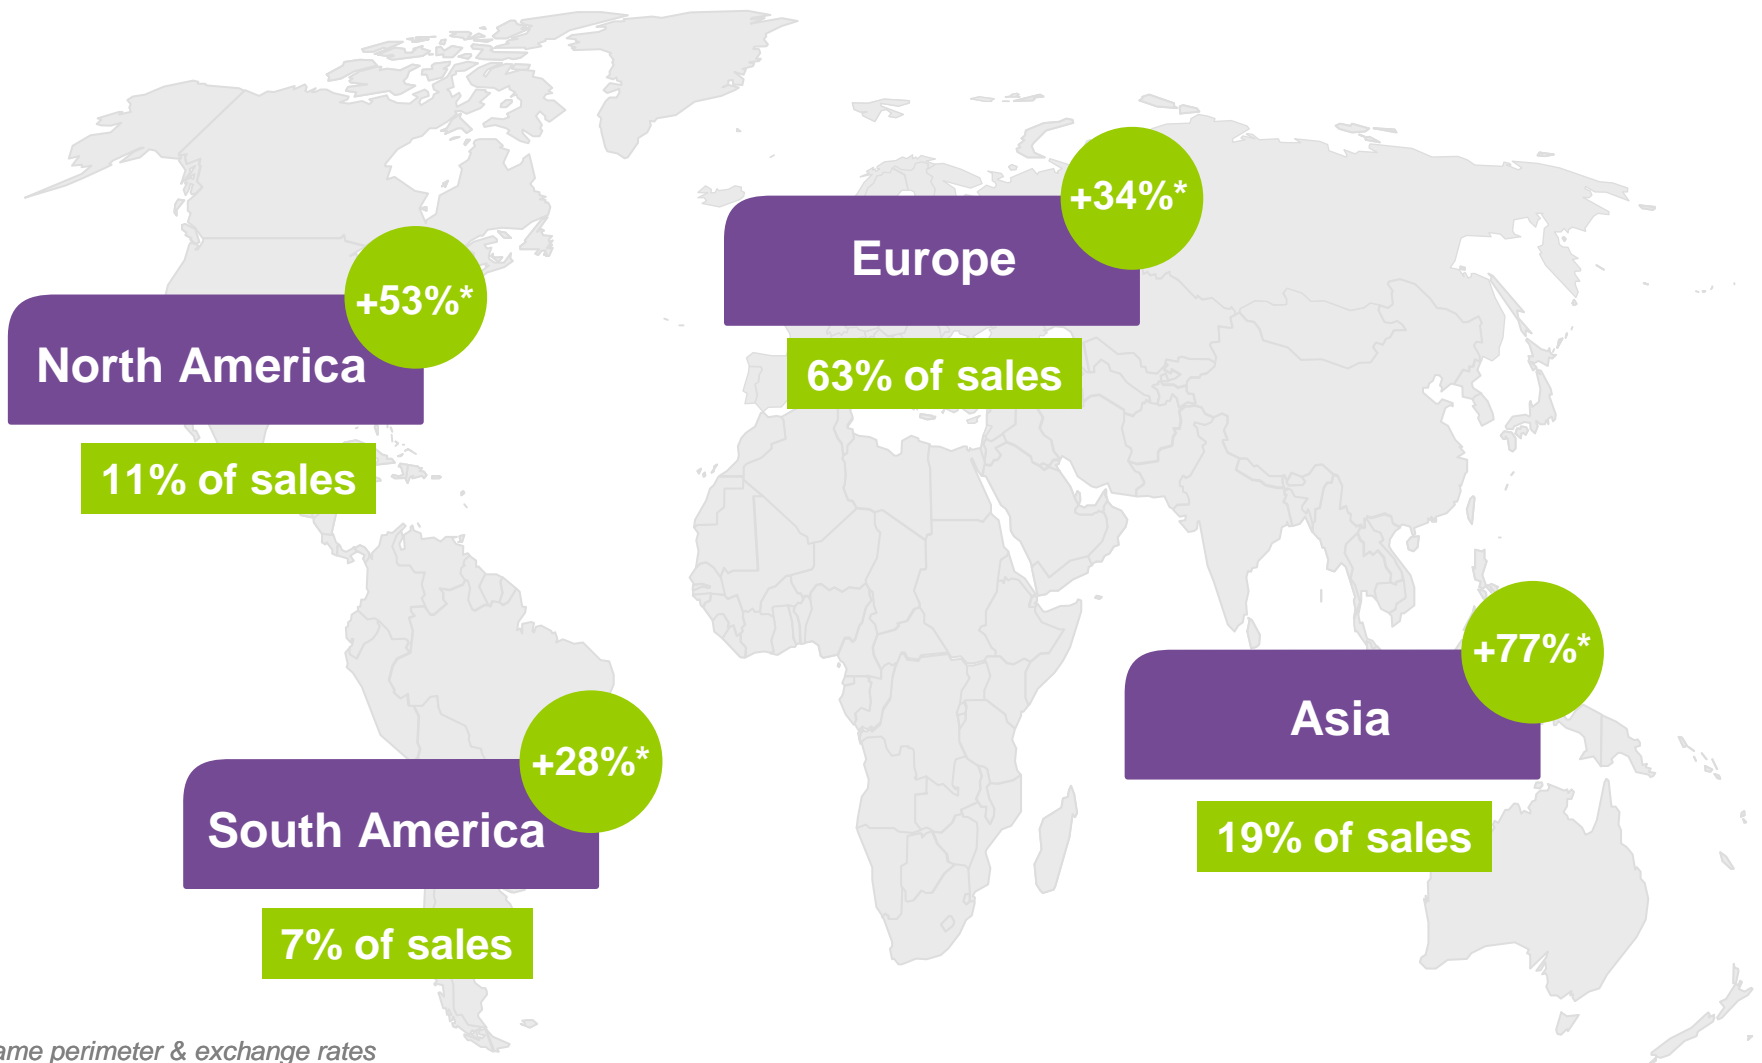 +34%*
Europe
63% of sales
+53%*
North America
11% of sales
+77%*
Asia
19% of sales
+28%*
South America
7% of sales
perimeter & exchange rates